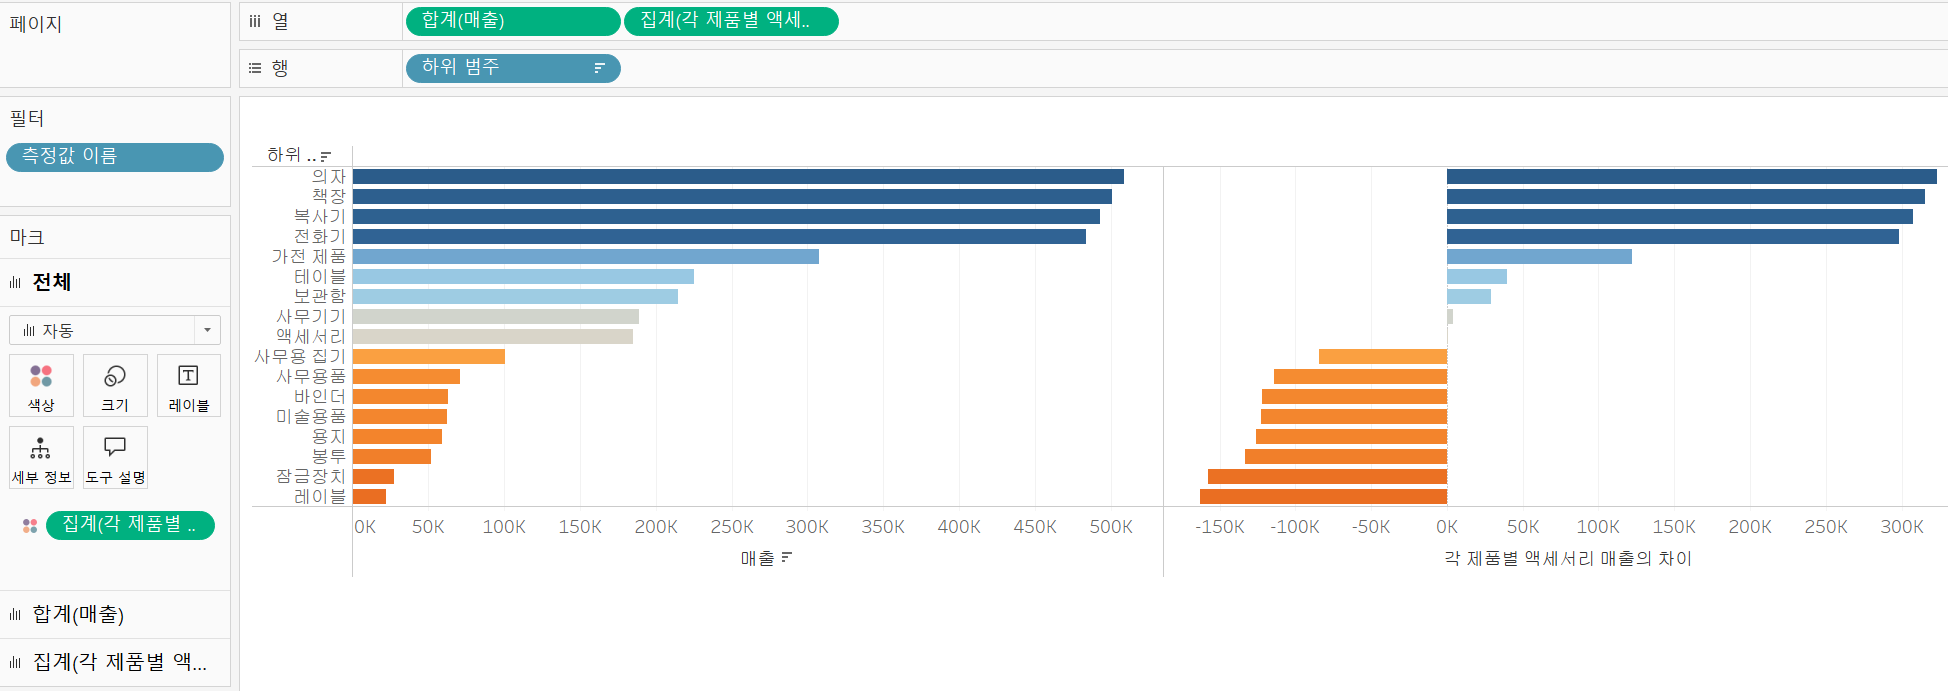 페이지
iii 열
합계(매출)
집계(각 제품별 액세..
행
하위 범주
필터
측정값 이름
마크
전체
자동
색상
크기
레이블
세부 정보
도구 설명
집계(각 제품별 ..
합계(매출)
집계(각 제품별 액...
하위 ..
의자
책장
복사기
전화기
가전 제품
테이블
보관함
사무기기
액세서리
사무용 집기
사무용품
바인더
미술용품
용지
봉투
잠금장치
레이블
0K 50K 100K 150K 200K 250K 300K 350K 400K 450K 500K
매출
-150K -100K -50K 0K 50K 100K 150K 200K 250K 300K
각 제품별 액세서리 매출의 차이